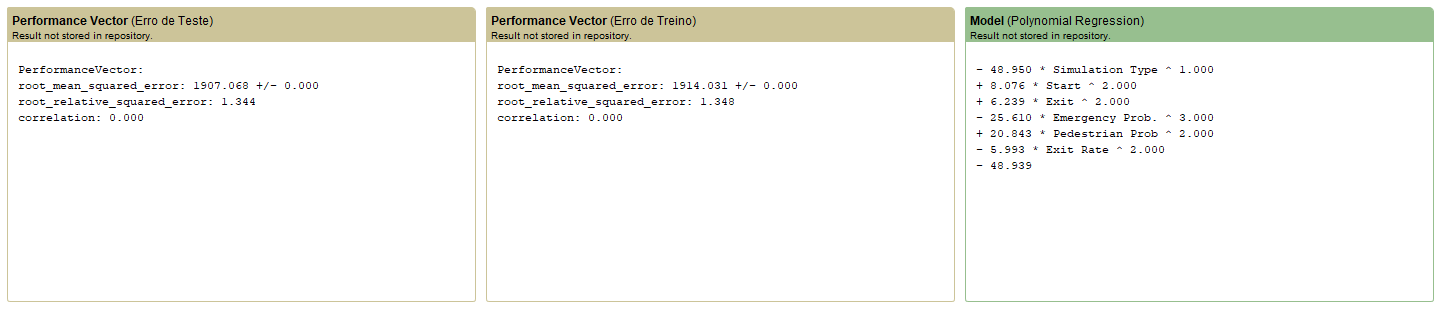 Performance Vector (Erro de Teste)
Result not stored in repository.
PerformanceVector:
root_mean_squared_error: 1907.068 +/- 0.000
root_relative_squared_error: 1.344
correlation: 0.000
Performance Vector (Erro de Treino)
Result not stored in repository.
PerformanceVector:
root_mean_squared_error: 1914.031 +/- 0.000
root_relative_squared_error: 1.348
correlation: 0.000
Model (Polynomial Regression)
Result not stored in repository.
- 48.950 * Simulation Type ^ 1.000
+ 8.076 * Start ^ 2.000
+ 6.239 * Exit ^ 2.000
- 25.610 * Emergency Prob. ^ 3.000
+ 20.843 * Pedestrian Prob ^ 2.000
- 5.993 * Exit Rate ^ 2.000
- 48.939